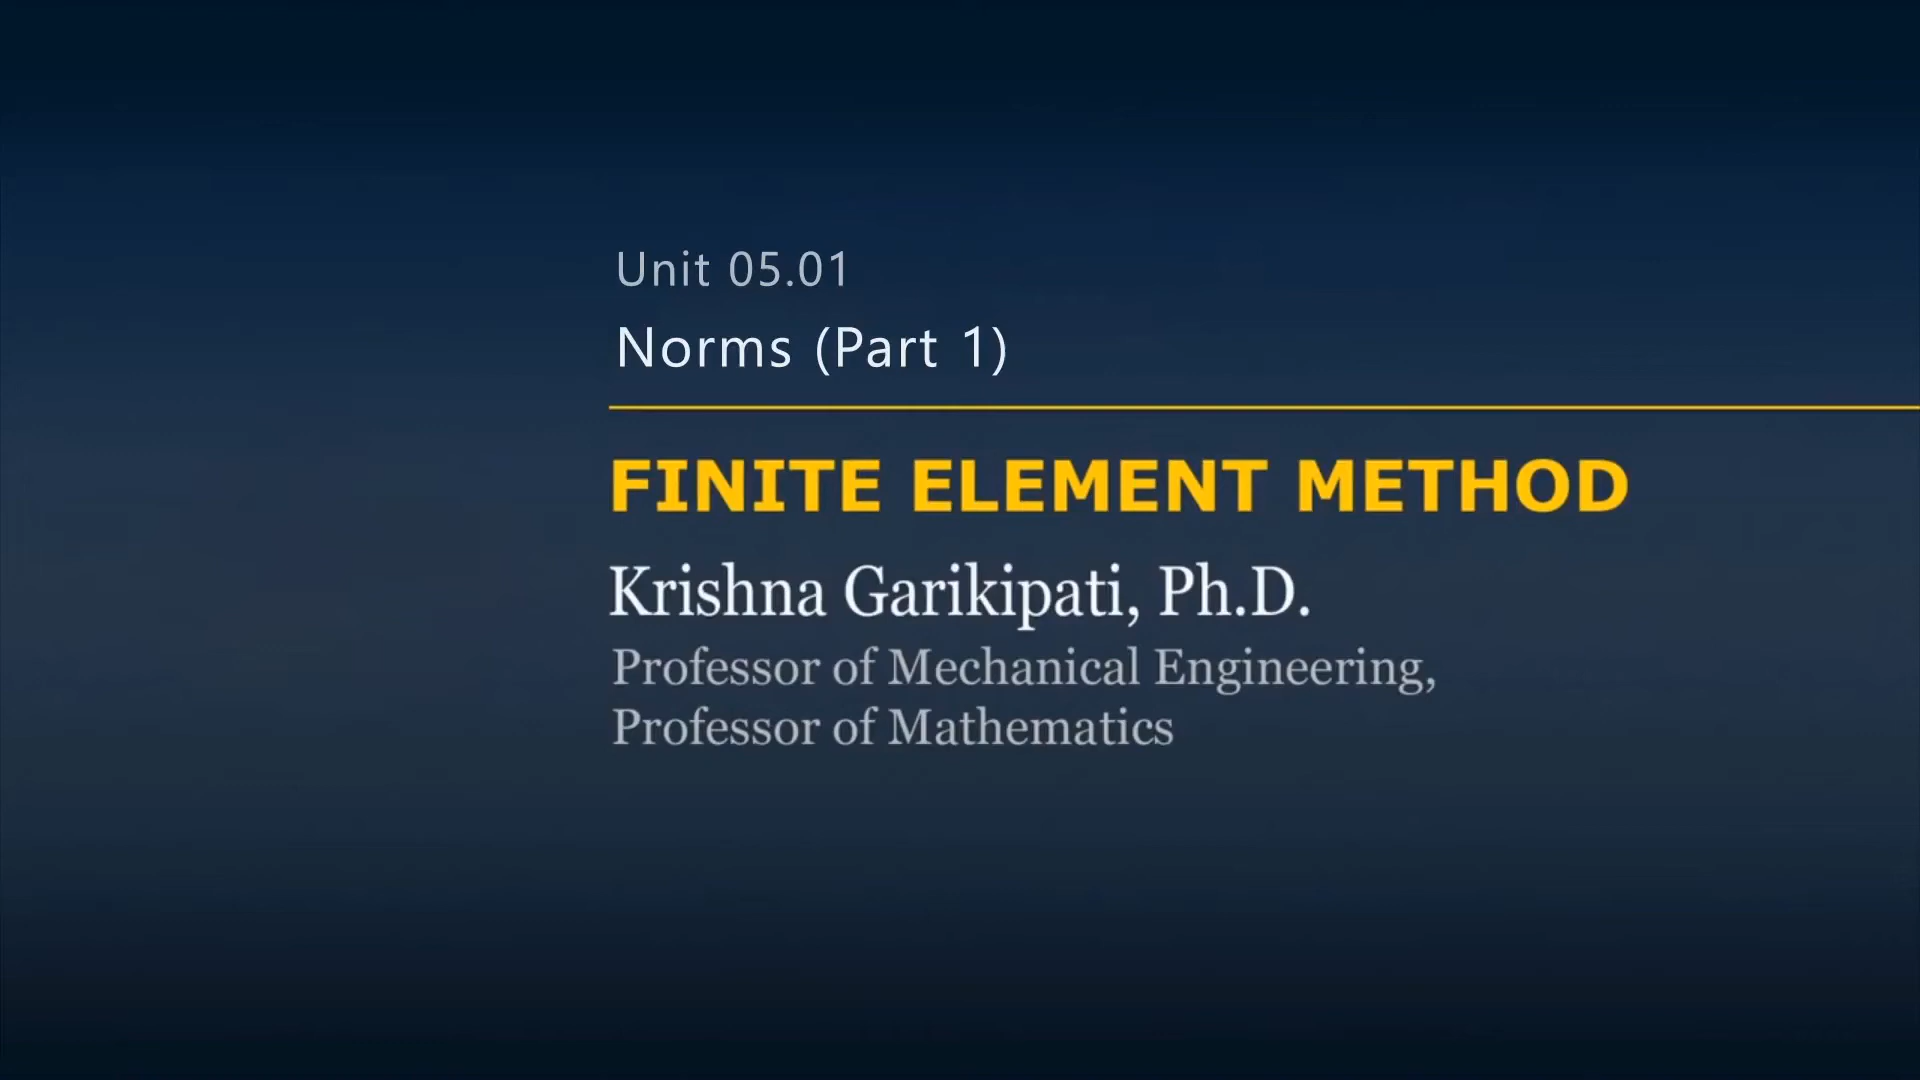 Unit 05.01
Norms (Part 1)
FINITE ELEMENT METHOD
Krishna Garikipati, Ph.D.
Professor of Mechanical Engineering,
Professor of Mathematics